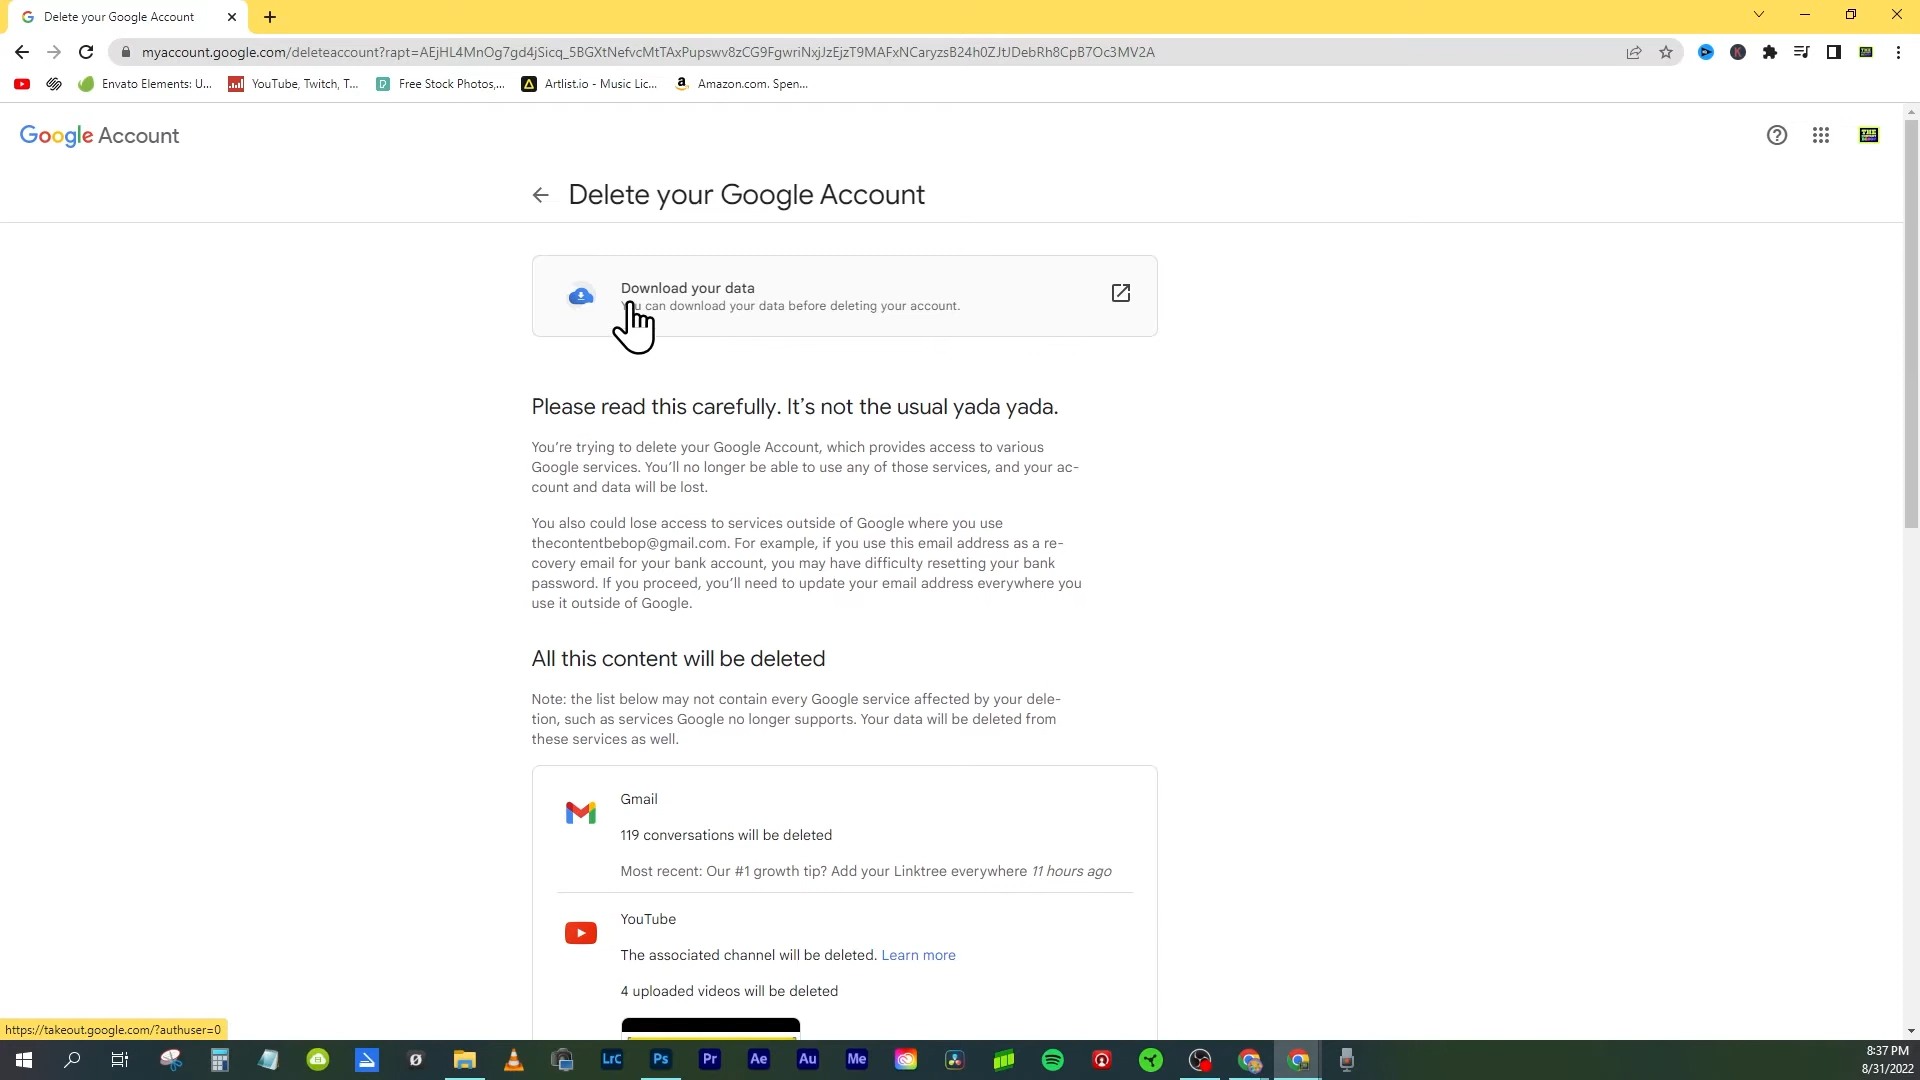 Delete your Google Account
myaccount.google.com/deleteaccount?rapt=AEjHL4MnOg7gd4jSicq_5BGXtNefvcMtTAxPupswv8zCG9FgwriNxjJzEjzT9MAFxNCaryzsB24h0ZJtJDebRh8CpB7Oc3MV2A
Envato Elements: U... YouTube, Twitch, T... Free Stock Photos,... Artlist.io - Music Lic... Amazon.com. Spen...
Google Account
Delete your Google Account
Download your data
can download your data before deleting your account.
Please read this carefully. It's not the usual yada yada.
You're trying to delete your Google Account, which provides access to various
Google services. You'll no longer be able to use any of those services, and your ac-
count and data will be lost.
You also could lose access to services outside of Google where you use
thecontentbebop@gmail.com. For example, if you use this email address as a re-
covery email for your bank account, you may have difficulty resetting your bank
password. If you proceed, you'll need to update your email address everywhere you
use it outside of Google.
All this content will be deleted
Note: the list below may not contain every Google service affected by your dele-
tion, such as services Google no longer supports. Your data will be deleted from
these services as well.
Gmail
119 conversations will be deleted
Most recent: Our #1 growth tip? Add your Linktree everywhere 11 hours ago
YouTube
The associated channel will be deleted. Learn more
4 uploaded videos will be deleted
https://takeout.google.com/?authuser=0
LrC Ps Pr Ae Au Me
8:37 PM
8/31/2022